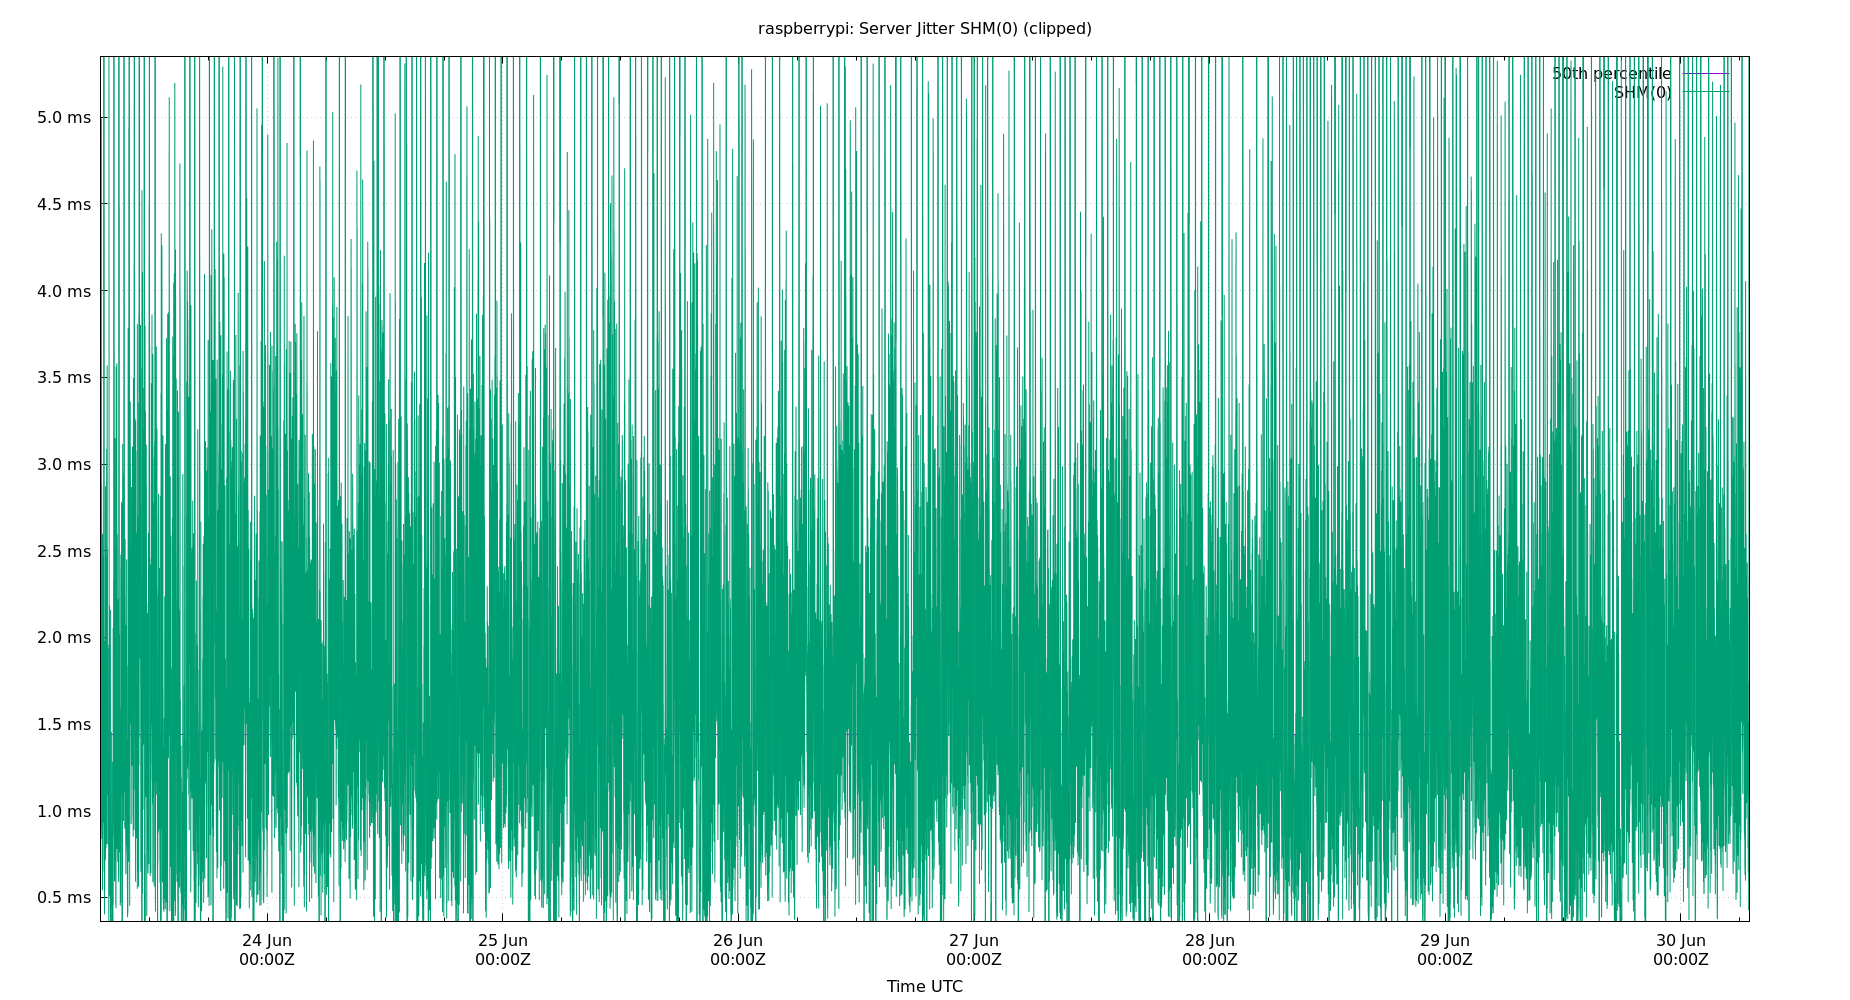 raspberrypi: Server Jitter SHM(0) (clipped)
50th percentile
SHM(0)
5.0 ms
4.5 ms
4.0 ms
3.5 ms
3.0 ms
2.5 ms
2.0 ms
1.5 ms
1.0 ms
0.5 ms
24 Jun 25 Jun 26 Jun 27 Jun 28 Jun 29 Jun 30 Jun
00:00Z 00:00Z 00:00Z 00:00Z 00:00Z 00:00Z 00:00Z
Time UTC